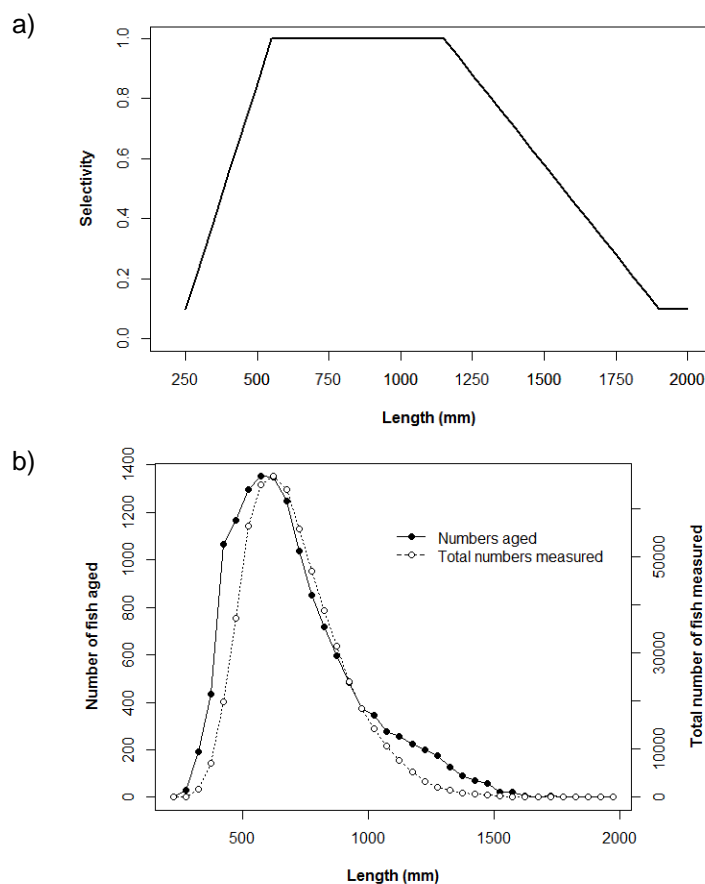 a)
1.0
0.8
0.6
0.4
0.2
0.0
Selectivity
250 500 750 1000 1250 1500 1750 2000
Length (mm)
b)
1400
1200
1000
800
600
400
200
0
Number of fish aged
Numbers aged
Total numbers measured
50000
30000
10000
0
Total number of fish measured
500 1000 1500 2000
Length (mm)